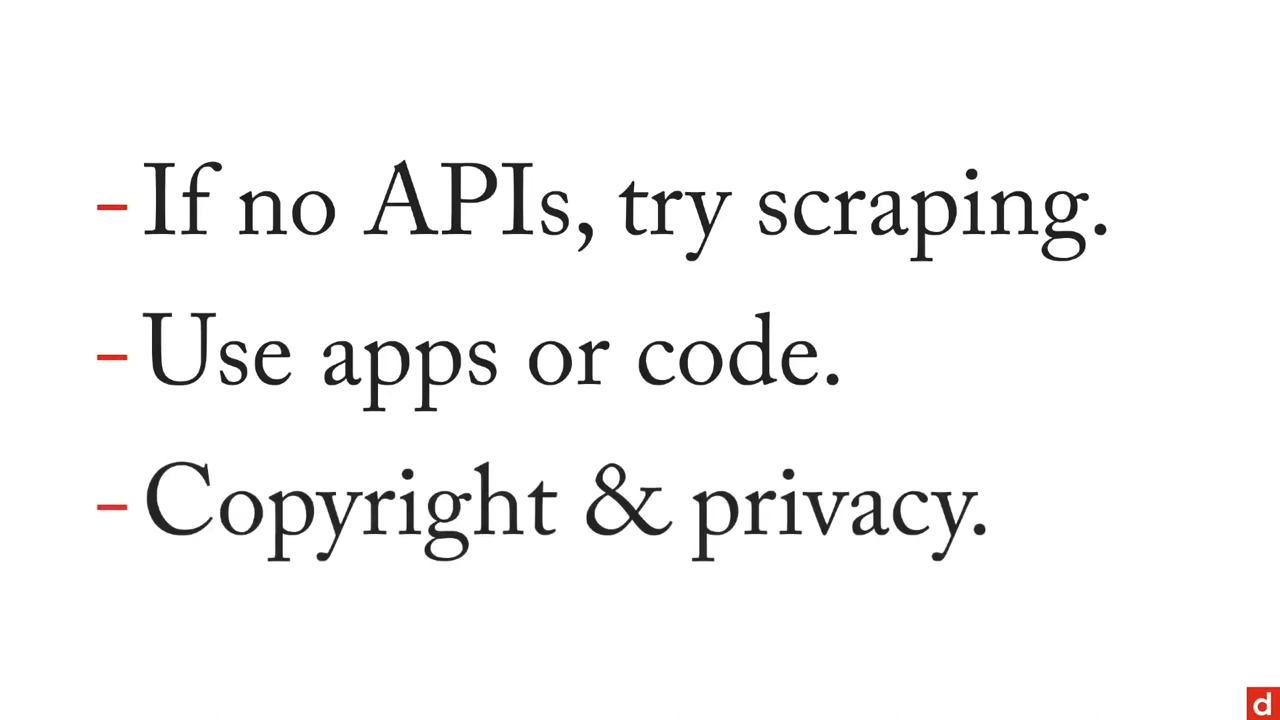 - If no APIs, try scraping.
- Use apps or code.
- Copyright & privacy.
d